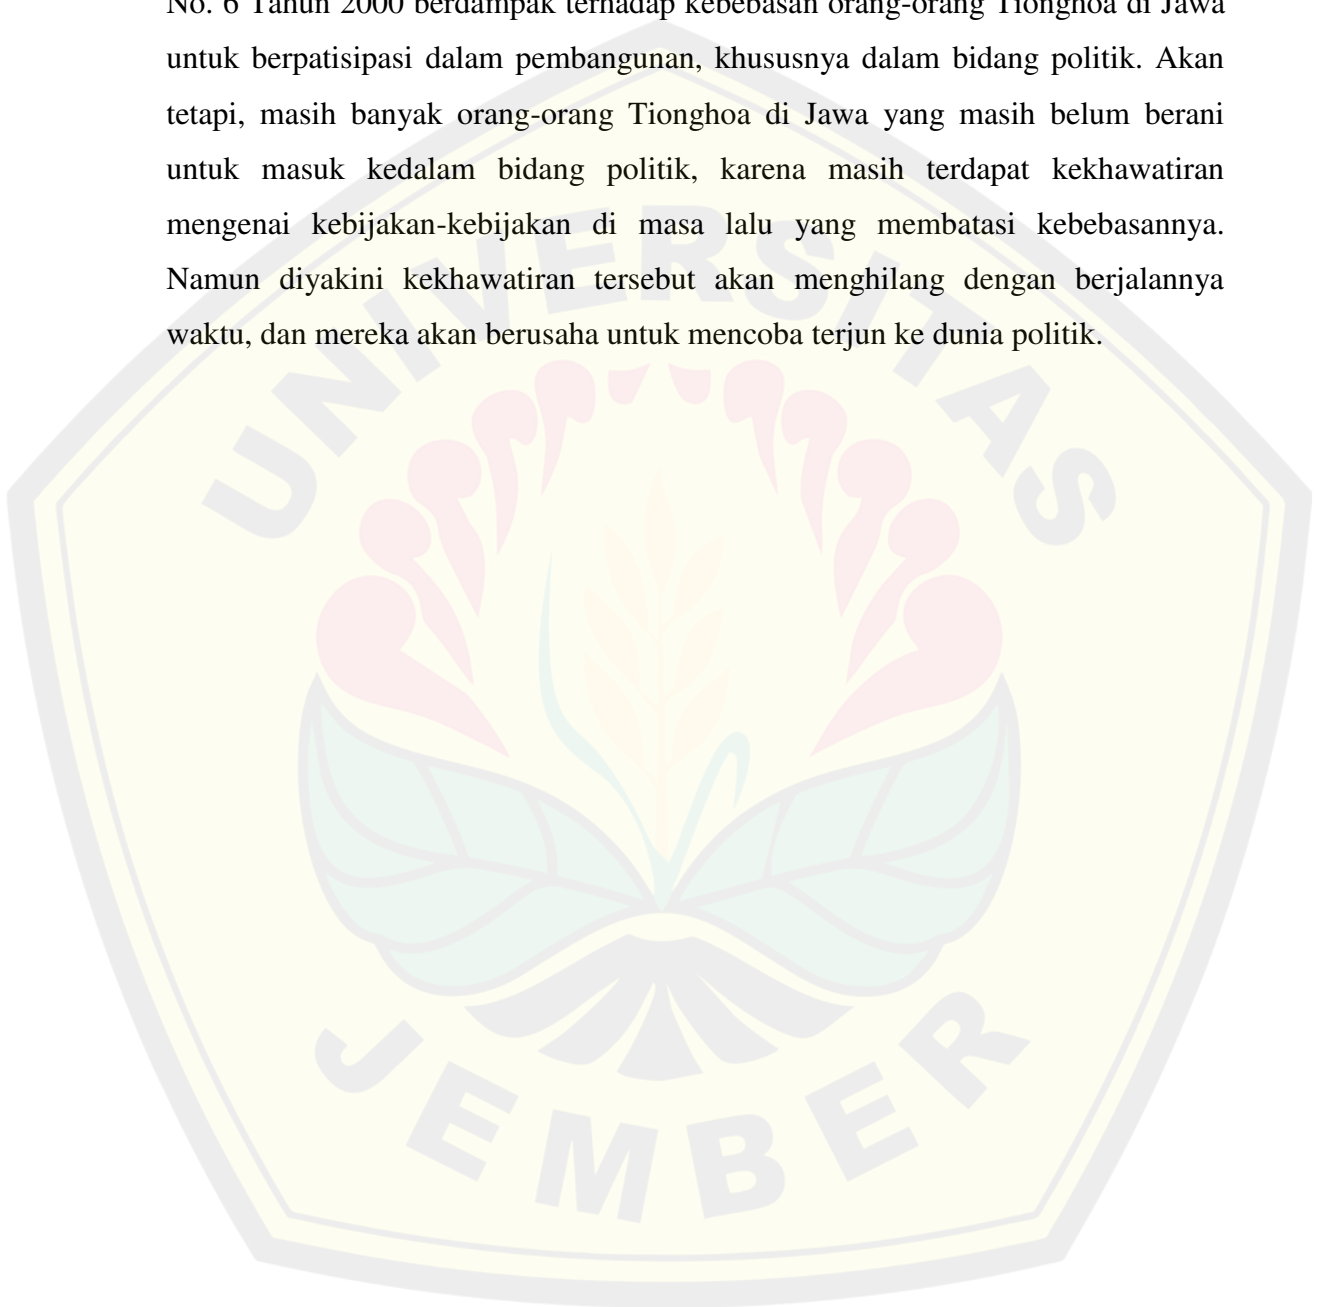 No. 6 Tahun 2000 berdampak terhadap kebebasan orang-orang Tionghoa di Jawa
untuk berpatisipasi dalam pembangunan, khususnya dalam bidang politik. Akan
tetapi, masih banyak orang-orang Tionghoa di Jawa yang masih belum berani
untuk masuk kedalam bidang politik, karena masih terdapat kekhawatiran
mengenai kebijakan-kebijakan di masa lalu yang membatasi kebebasannya.
Namun diyakini kekhawatiran tersebut akan menghilang dengan berjalannya
waktu, dan mereka akan berusaha untuk mencoba terjun ke dunia politik.
UNIVERSITAS
JEMBER